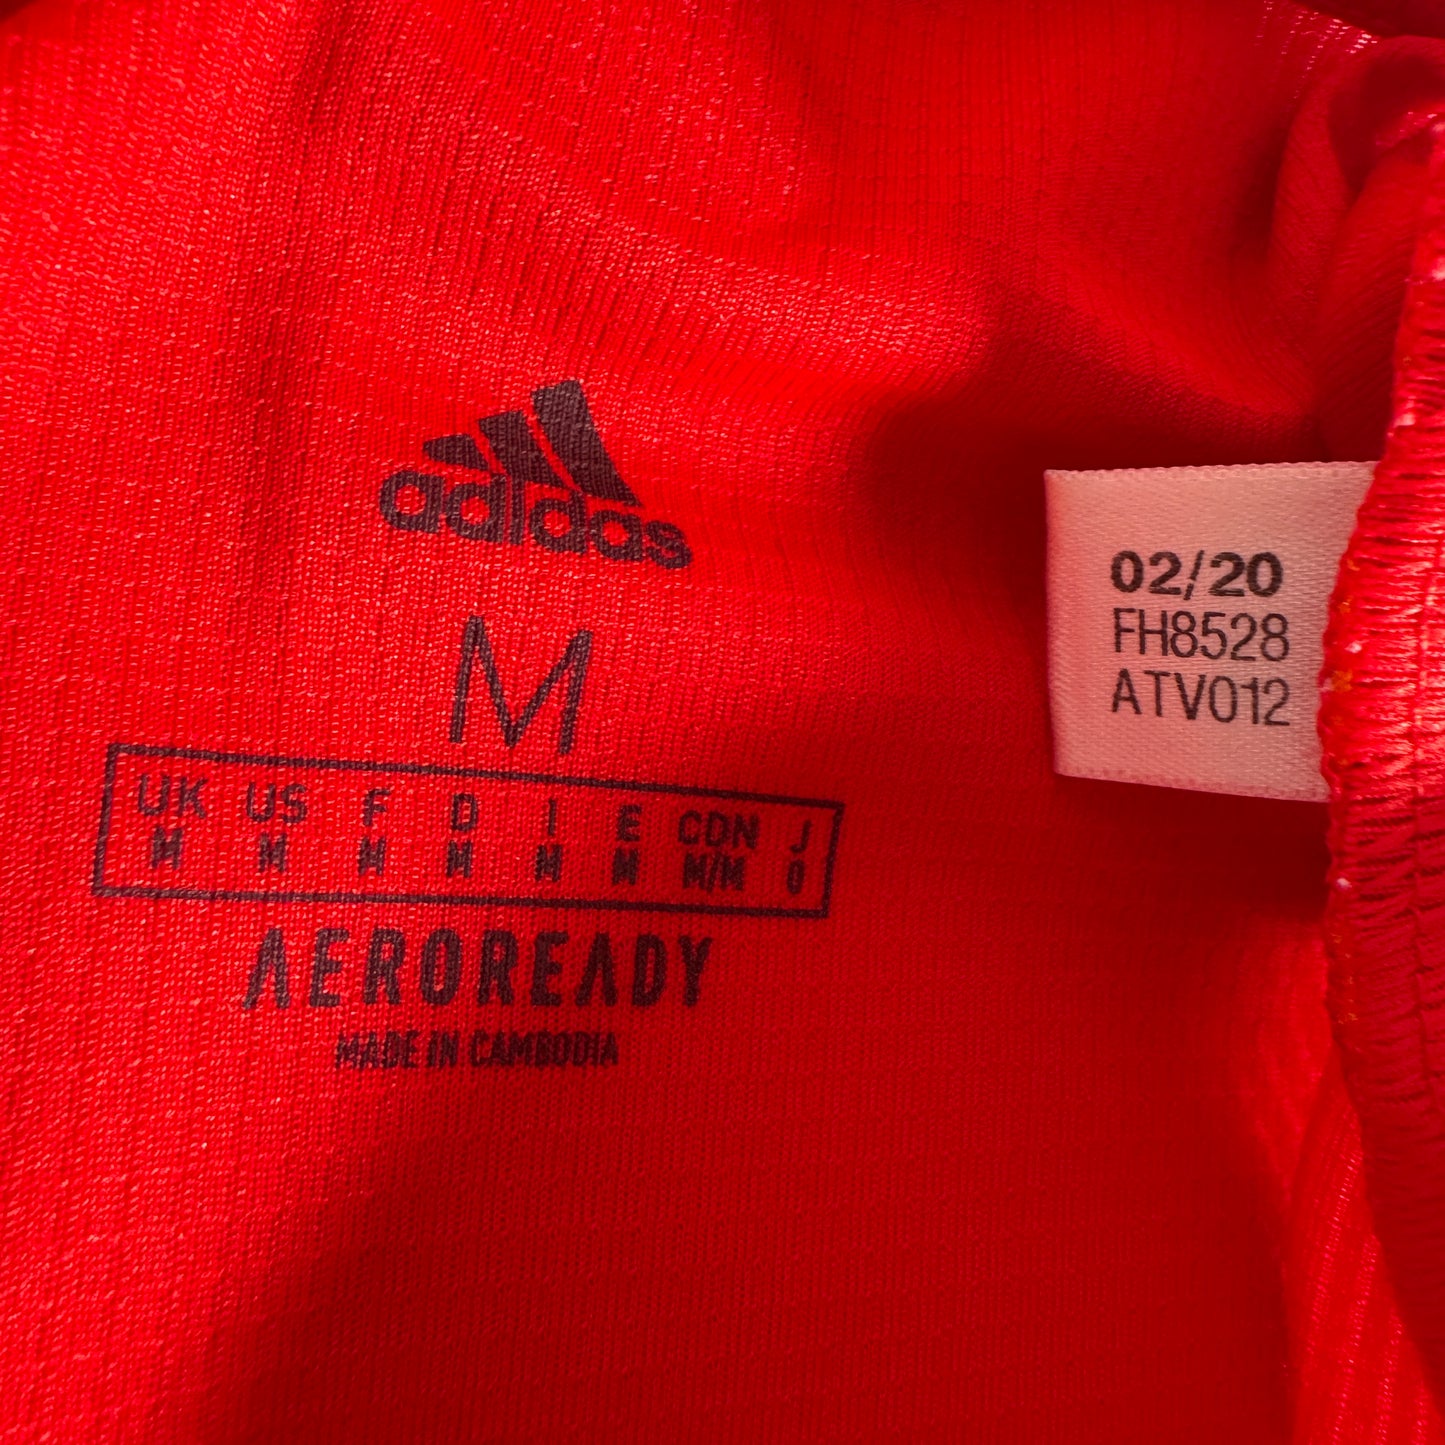 adidas
M
UK US F D I E CDN J
M M M M M M M/M O
AEROREADY
MADE IN CAMBODIA
02/20
FH8528
ATV012